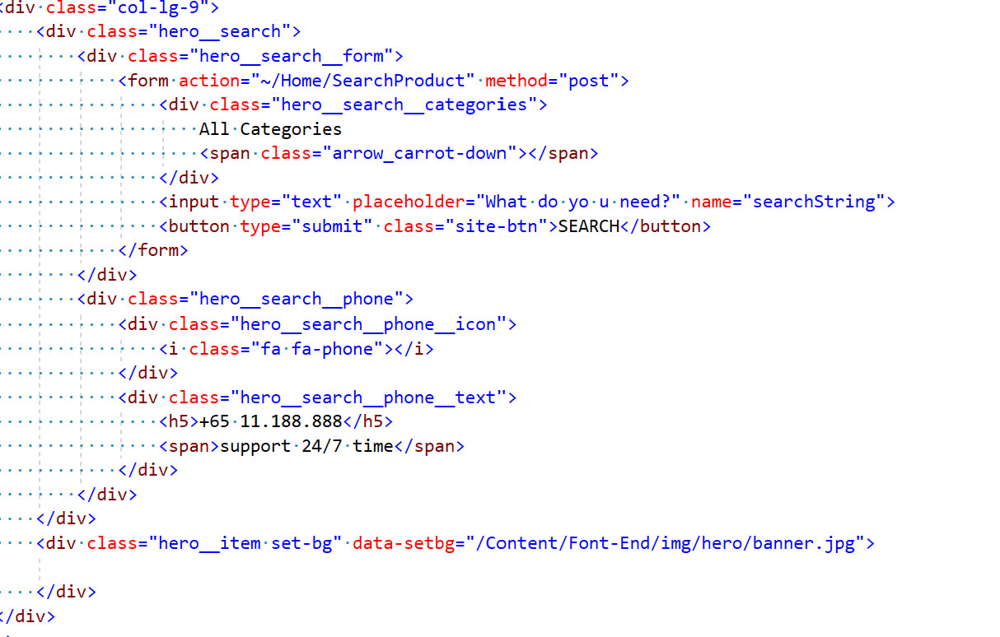 <div class="col-lg-9">
<div class="hero__search">
<div class="hero__search__form">
<form action="~/Home/SearchProduct" method="post">
<div class="hero__search__categories">
All Categories
<span class="arrow_carrot-down"></span>
</div>
<input type="text" placeholder="What do yo u need?" name="searchString">
<button type="submit" class="site-btn">SEARCH</button>
</form>
</div>
<div class="hero__search__phone">
<div class="hero__search__phone__icon">
<i class="fa fa-phone"></i>
</div>
<div class="hero__search__phone__text">
<h5>+65 11.188.888</h5>
<span>support 24/7 time</span>
</div>
</div>
</div>
<div class="hero__item set-bg" data-setbg="/Content/Font-End/img/hero/banner.jpg">
</div>
</div>